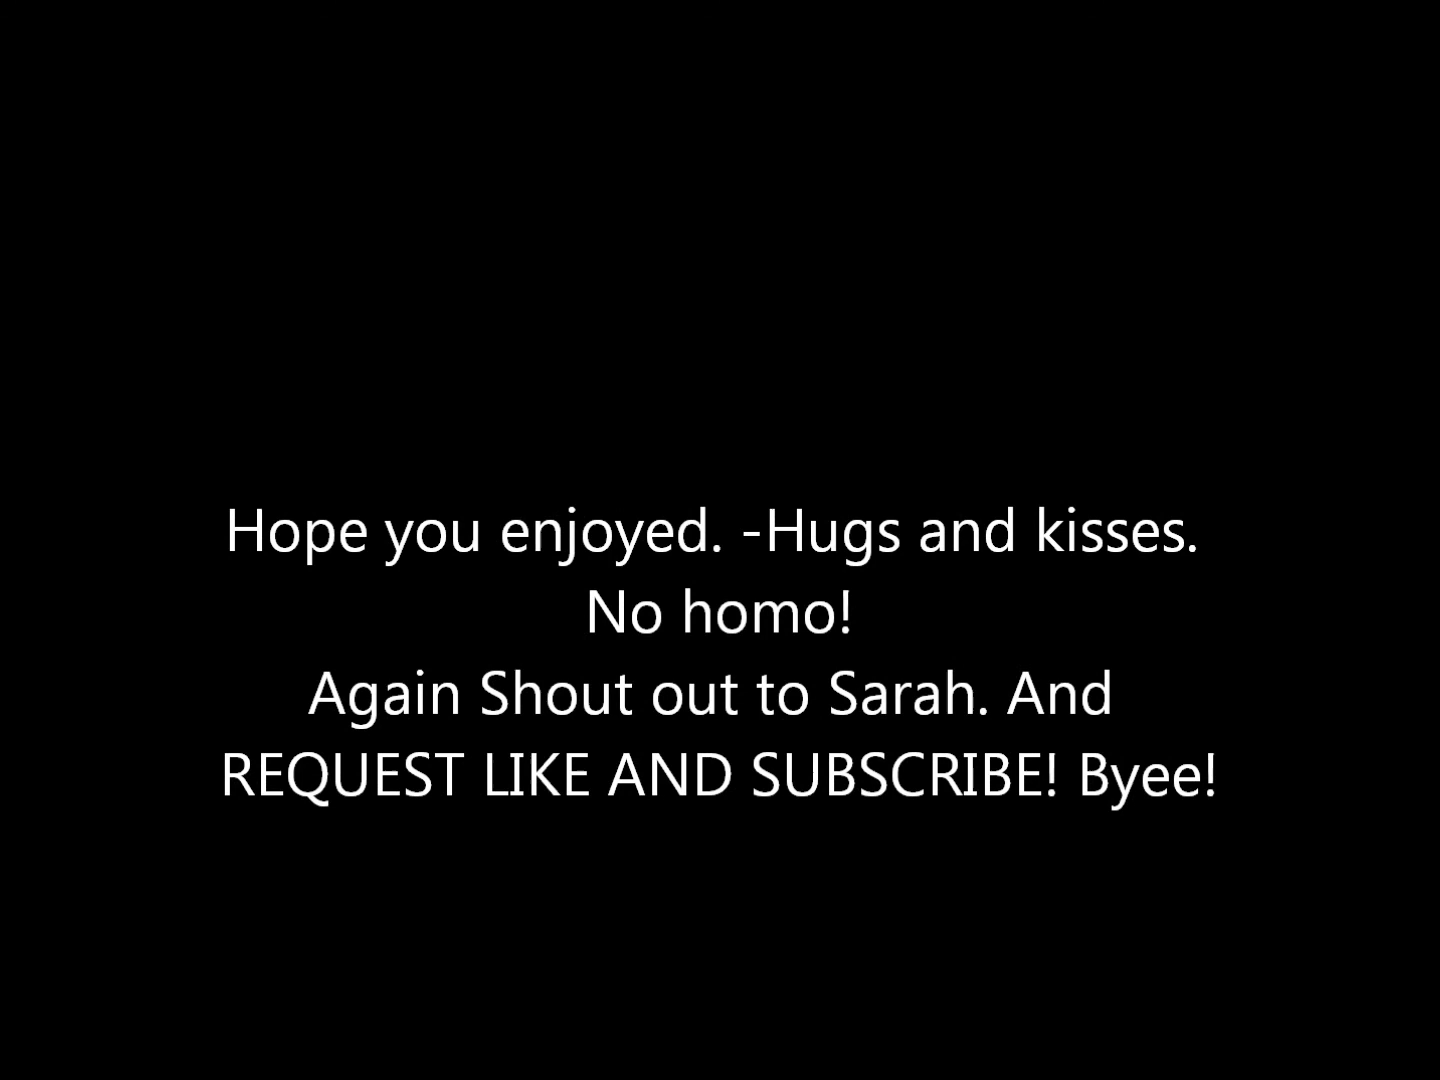 Hope you enjoyed. -Hugs and kisses.
No homo!
Again Shout out to Sarah. And
REQUEST LIKE AND SUBSCRIBE! Byee!